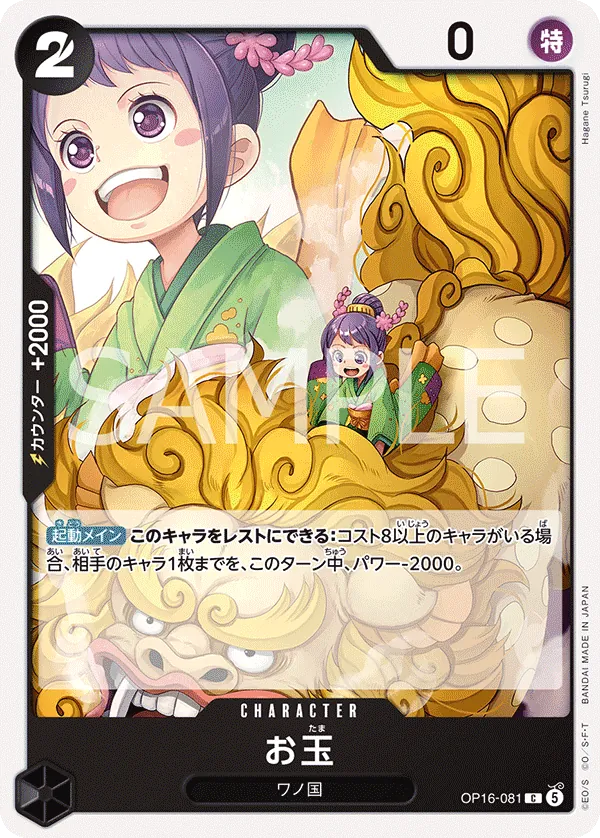 2
0
特
Hagane Tsurugi
カウンター +2000
SAMPLE
起動メイン このキャラをレストにできる：コスト8以上のキャラがいる場
合、相手のキャラ1枚までを、このターン中、パワー-2000。
CHARACTER
お玉
ワノ国
OP16-081 C 5
©E.O/S ©O/S･F･T BANDAI MADE IN JAPAN